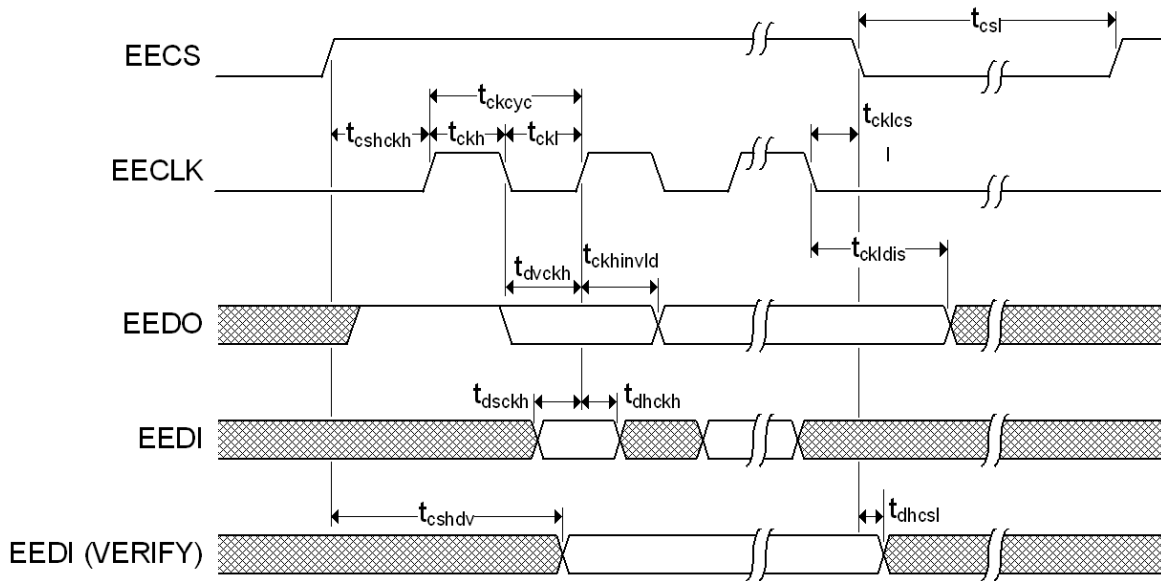 EECS
t_csl
t_ckcyc
t_cshckh
t_ckh
t_ckl
t_cklcs
l
EECLK
t_dvckh
t_ckhinvld
t_ckldis
EEDO
t_dsckh
t_dhckh
EEDI
t_cshdv
t_dhcsl
EEDI (VERIFY)